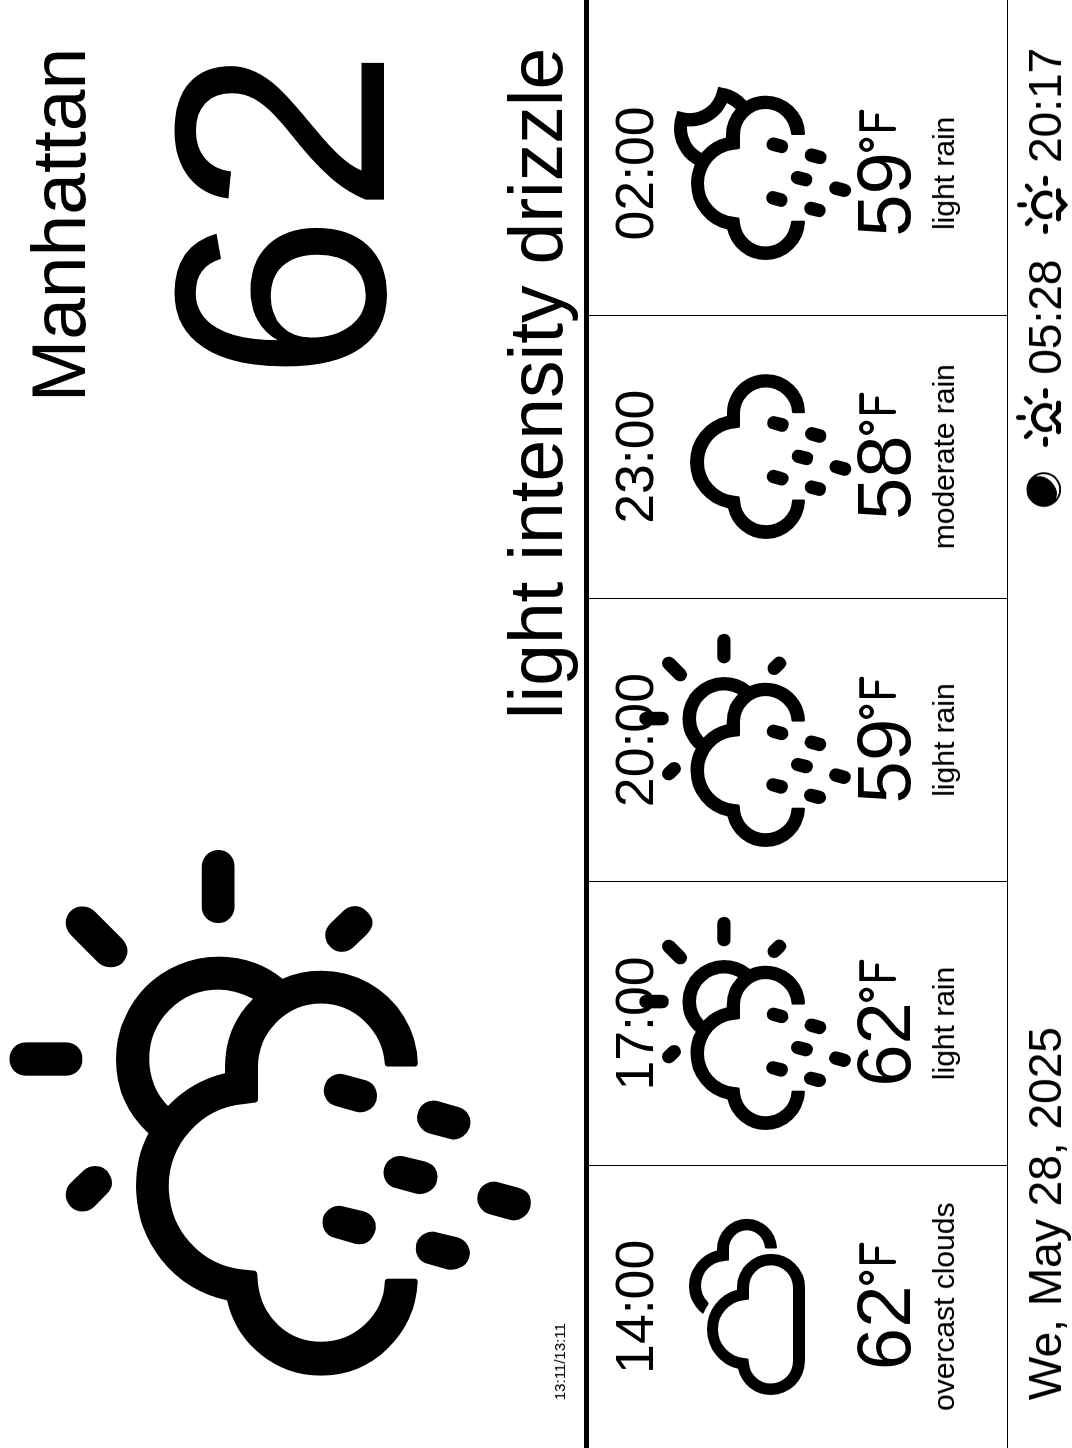 Manhattan
62
light intensity drizzle
13:11/13:11
14:00
62°F
overcast clouds
17:00
62°F
light rain
20:00
59°F
light rain
23:00
58°F
moderate rain
02:00
59°F
light rain
We, May 28, 2025
05:28 20:17